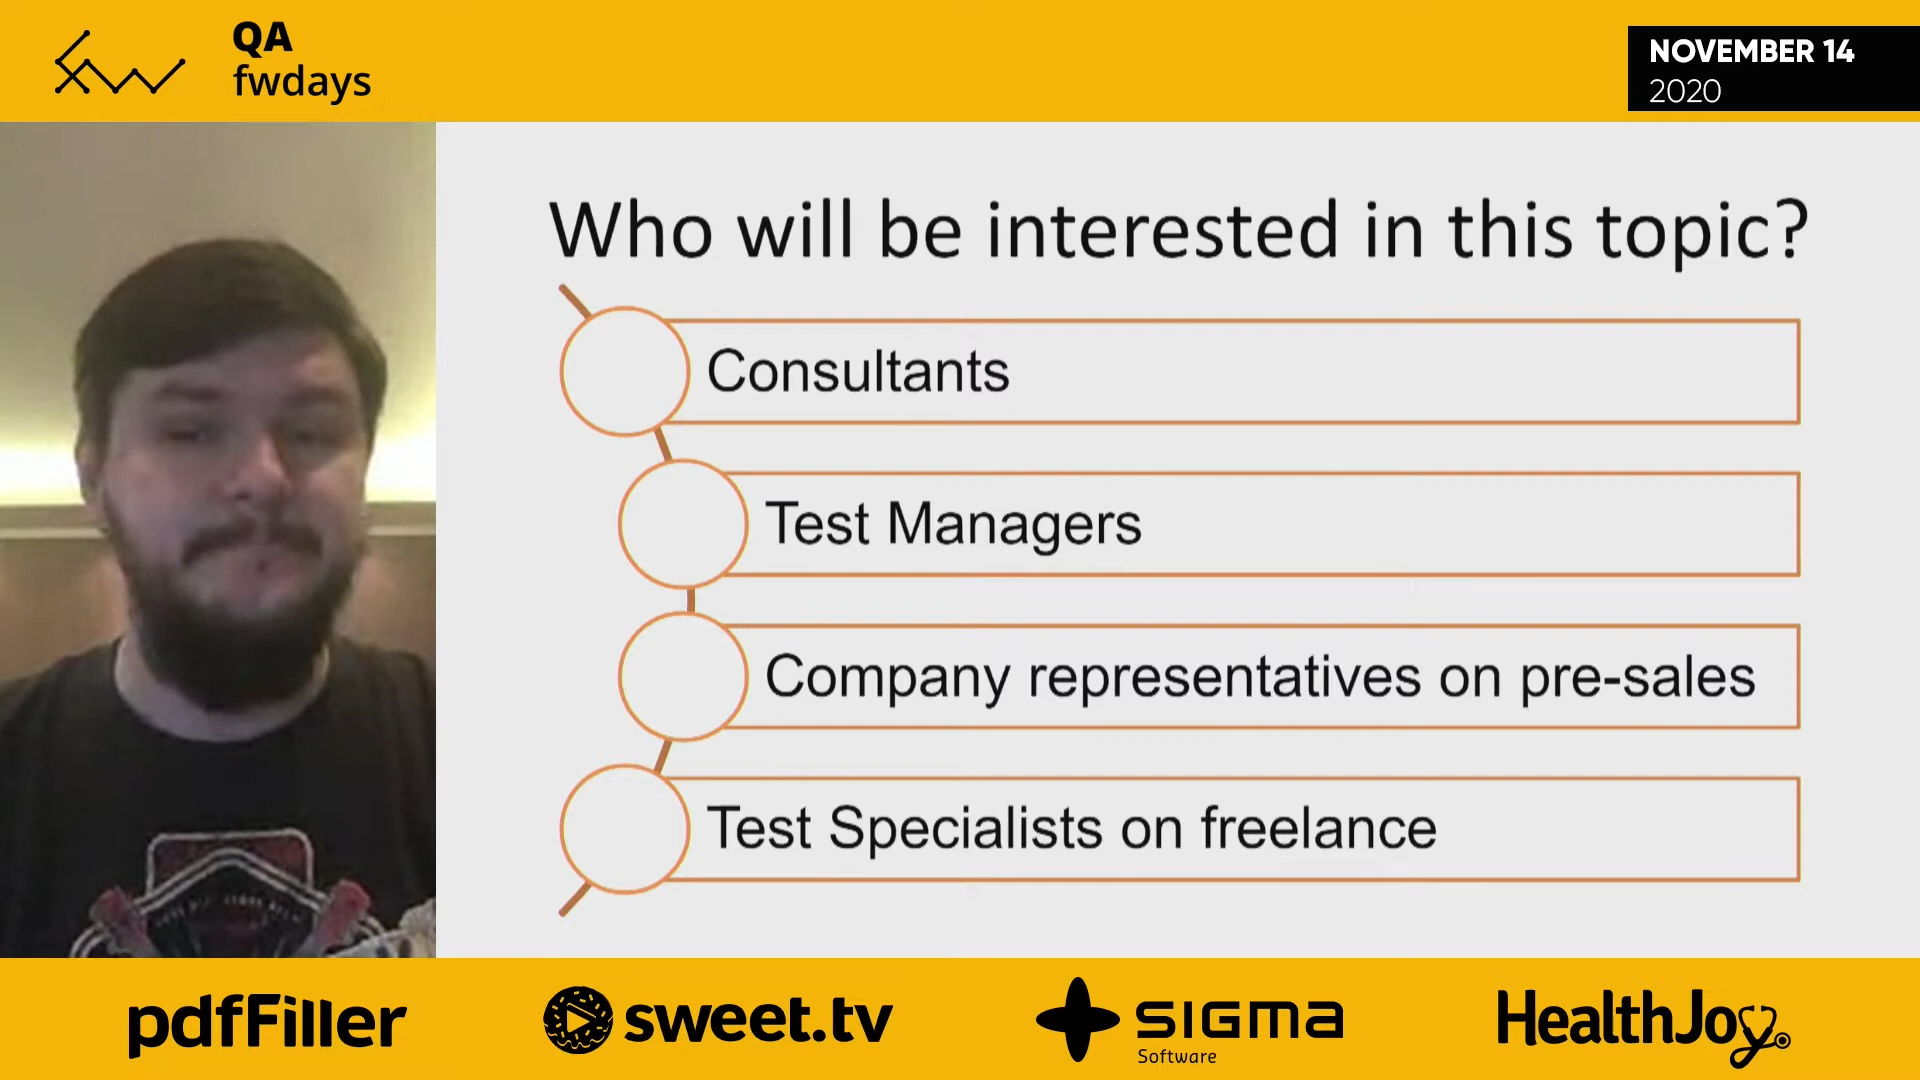 QA
fwdays
NOVEMBER 14
2020
Who will be interested in this topic?
Consultants
Test Managers
Company representatives on pre-sales
Test Specialists on freelance
pdfFiller
sweet.tv
SIGMA
Software
HealthJoy